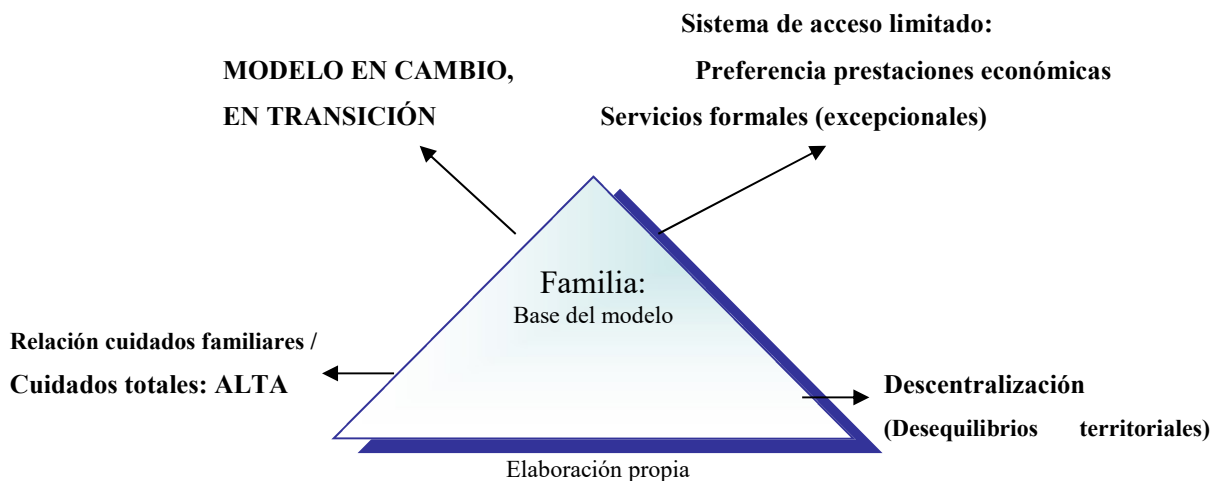 Sistema de acceso limitado:
MODELO EN CAMBIO,
EN TRANSICIÓN
Preferencia prestaciones económicas
Servicios formales (excepcionales)
Familia:
Base del modelo
Relación cuidados familiares /
Cuidados totales: ALTA
Descentralización
(Desequilibrios territoriales)
Elaboración propia